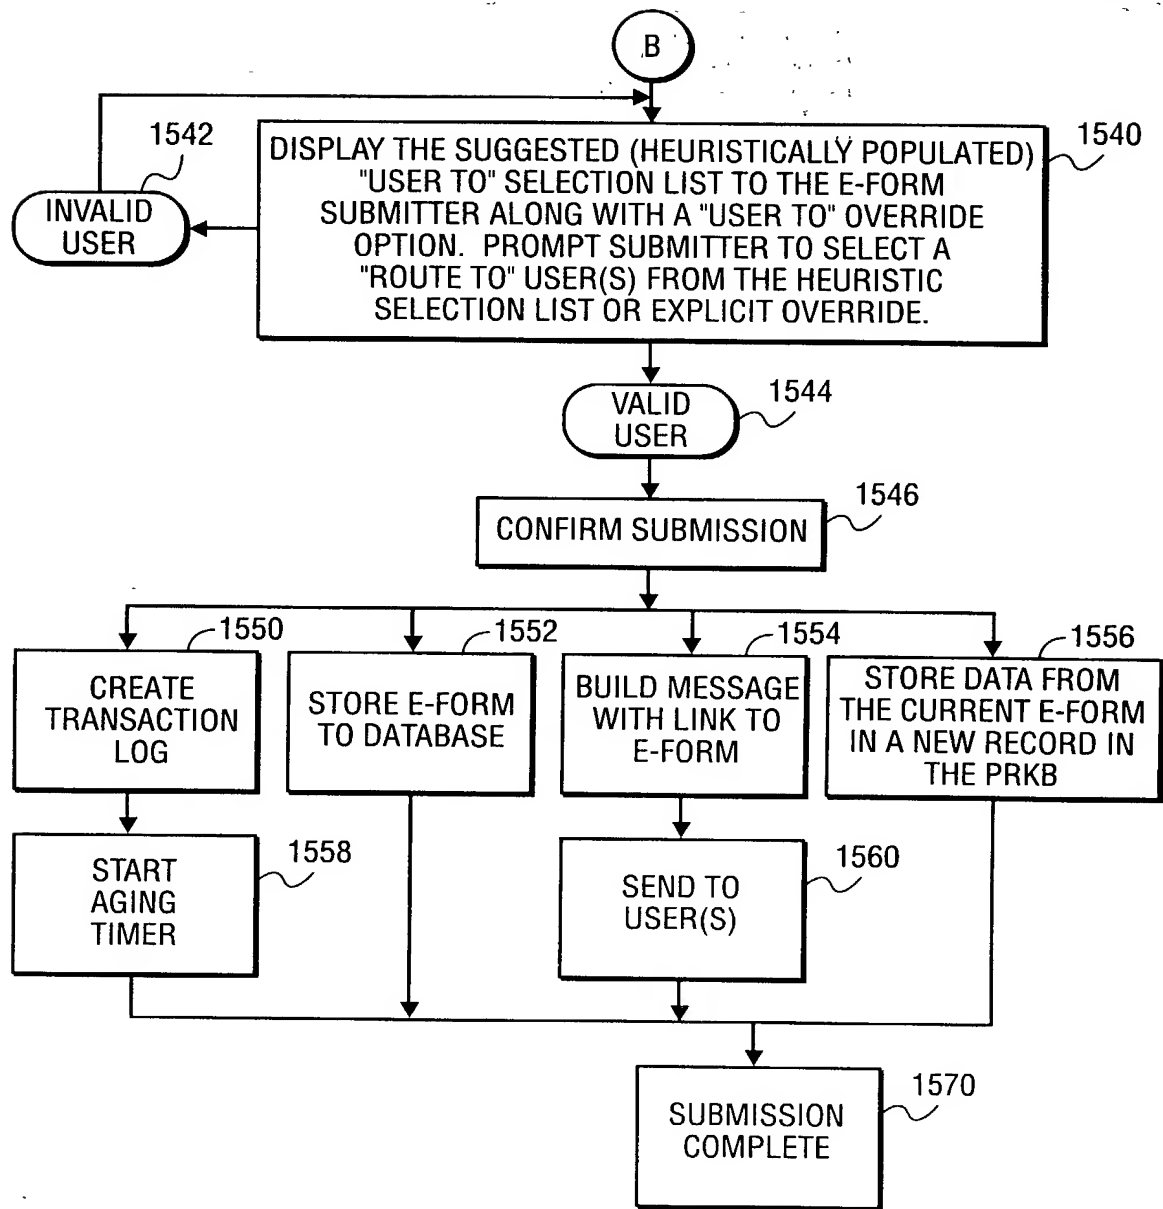 B
1542
1540
DISPLAY THE SUGGESTED (HEURISTICALLY POPULATED)
"USER TO" SELECTION LIST TO THE E-FORM
SUBMITTER ALONG WITH A "USER TO" OVERRIDE
OPTION. PROMPT SUBMITTER TO SELECT A
"ROUTE TO" USER(S) FROM THE HEURISTIC
SELECTION LIST OR EXPLICIT OVERRIDE.
INVALID
USER
VALID
USER
1544
CONFIRM SUBMISSION
1546
1550
CREATE
TRANSACTION
LOG
1552
STORE E-FORM
TO DATABASE
1554
BUILD MESSAGE
WITH LINK TO
E-FORM
1556
STORE DATA FROM
THE CURRENT E-FORM
IN A NEW RECORD IN
THE PRKB
START
AGING
TIMER
1558
SEND TO
USER(S)
1560
SUBMISSION
COMPLETE
1570